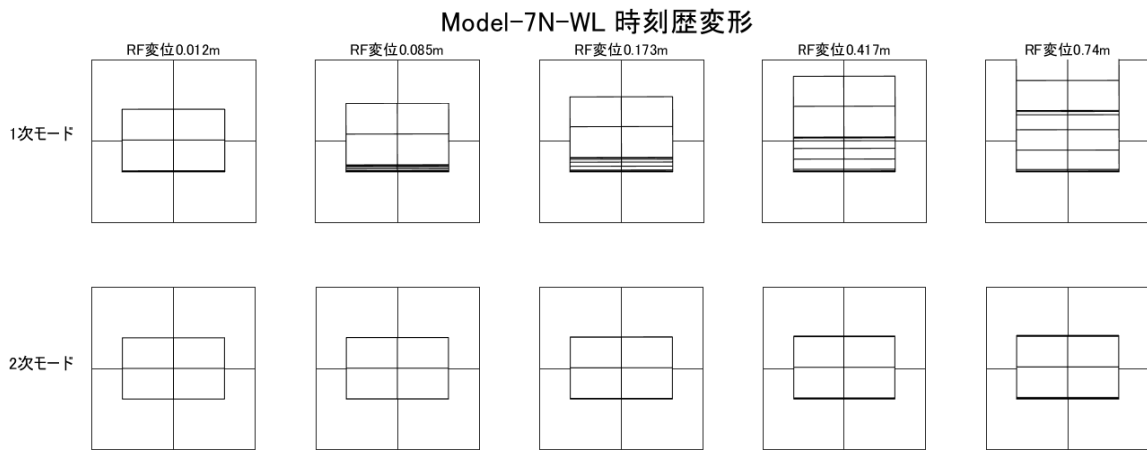 Model-7N-WL 時刻歴変形
RF変位0.012m
RF変位0.085m
RF変位0.173m
RF変位0.417m
RF変位0.74m
1次モード
2次モード